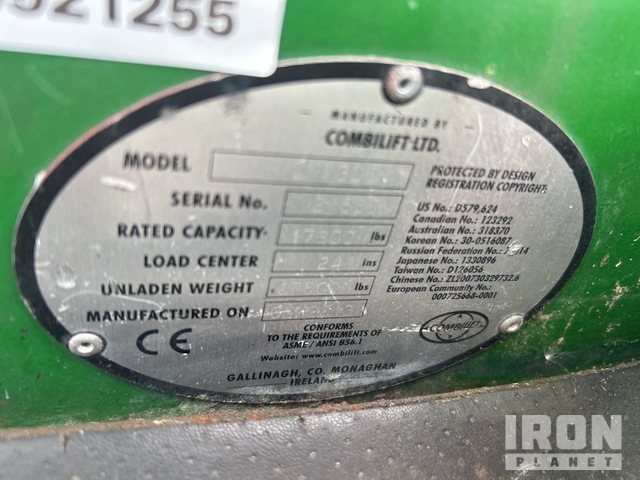 521255
MANUFACTURED BY
COMBILIFT LTD.
MODEL
SERIAL No.
RATED CAPACITY lbs
LOAD CENTER 24 ins
UNLADEN WEIGHT lbs
MANUFACTURED ON
PROTECTED BY DESIGN
REGISTRATION COPYRIGHT:
US No.: D579,624
Canadian No.: 123292
Australian No.: 318370
Korean No.: 30-0516087
Russian Federation No.:
Japanese No.: 1330896
Taiwan No.: D126056
Chinese No.: ZL200730329732.6
European Community No.:
000725668-0001
CE
CONFORMS
TO THE REQUIREMENTS OF
ASME / ANSI B56.1
Website: www.combilift.com
COMBILIFT
GALLINAGH, CO. MONAGHAN
IRELAND
IRON
PLANET